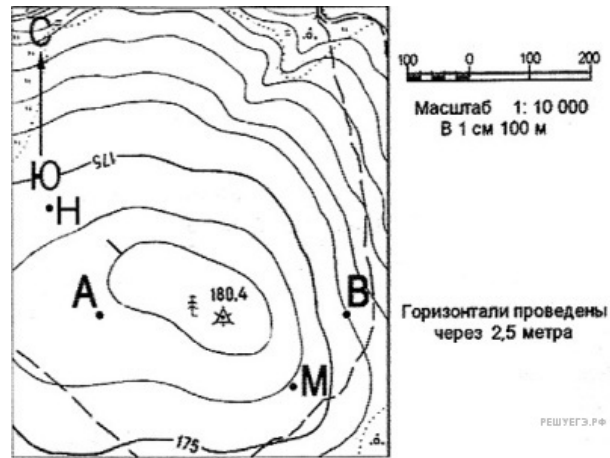 С
100 0 100 200
Масштаб 1: 10 000
В 1 см 100 м
175
Ю
Н
180,4
А
В
Горизонтали проведены
через 2,5 метра
М
РЕШУЕГЭ.РФ
175